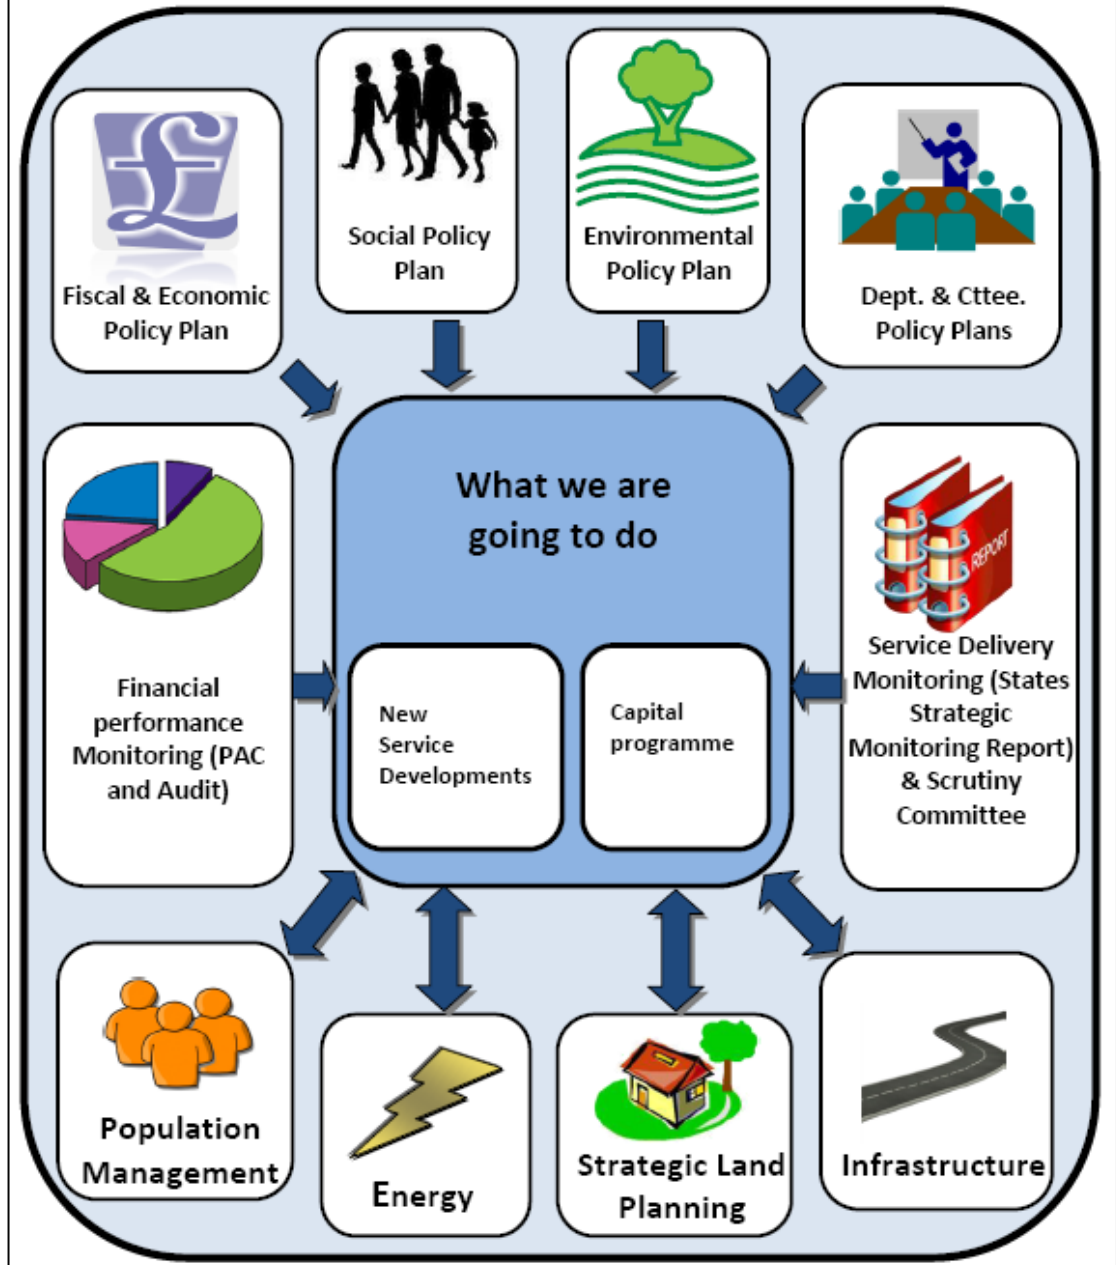 Social Policy
Plan
Environmental
Policy Plan
Fiscal & Economic
Policy Plan
Dept. & Cttee.
Policy Plans
What we are
going to do
REPORT
Financial
performance
Monitoring (PAC
and Audit)
New
Service
Developments
Capital
programme
Service Delivery
Monitoring (States
Strategic
Monitoring Report)
& Scrutiny
Committee
Population
Management
Energy
Strategic Land
Planning
Infrastructure